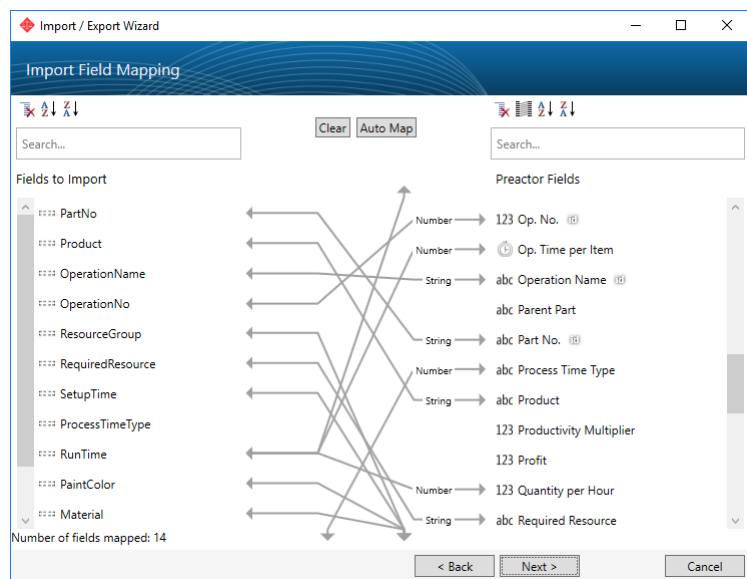 Import / Export Wizard
Import Field Mapping
Clear Auto Map
Search... Search...
Fields to Import Preactor Fields
PartNo Number 123 Op. No.
Product Number Op. Time per Item
OperationName String abc Operation Name
OperationNo abc Parent Part
ResourceGroup String abc Part No.
RequiredResource Number abc Process Time Type
SetupTime String abc Product
ProcessTimeType 123 Productivity Multiplier
RunTime 123 Profit
PaintColor Number 123 Quantity per Hour
Material String abc Required Resource
Number of fields mapped: 14
< Back Next > Cancel